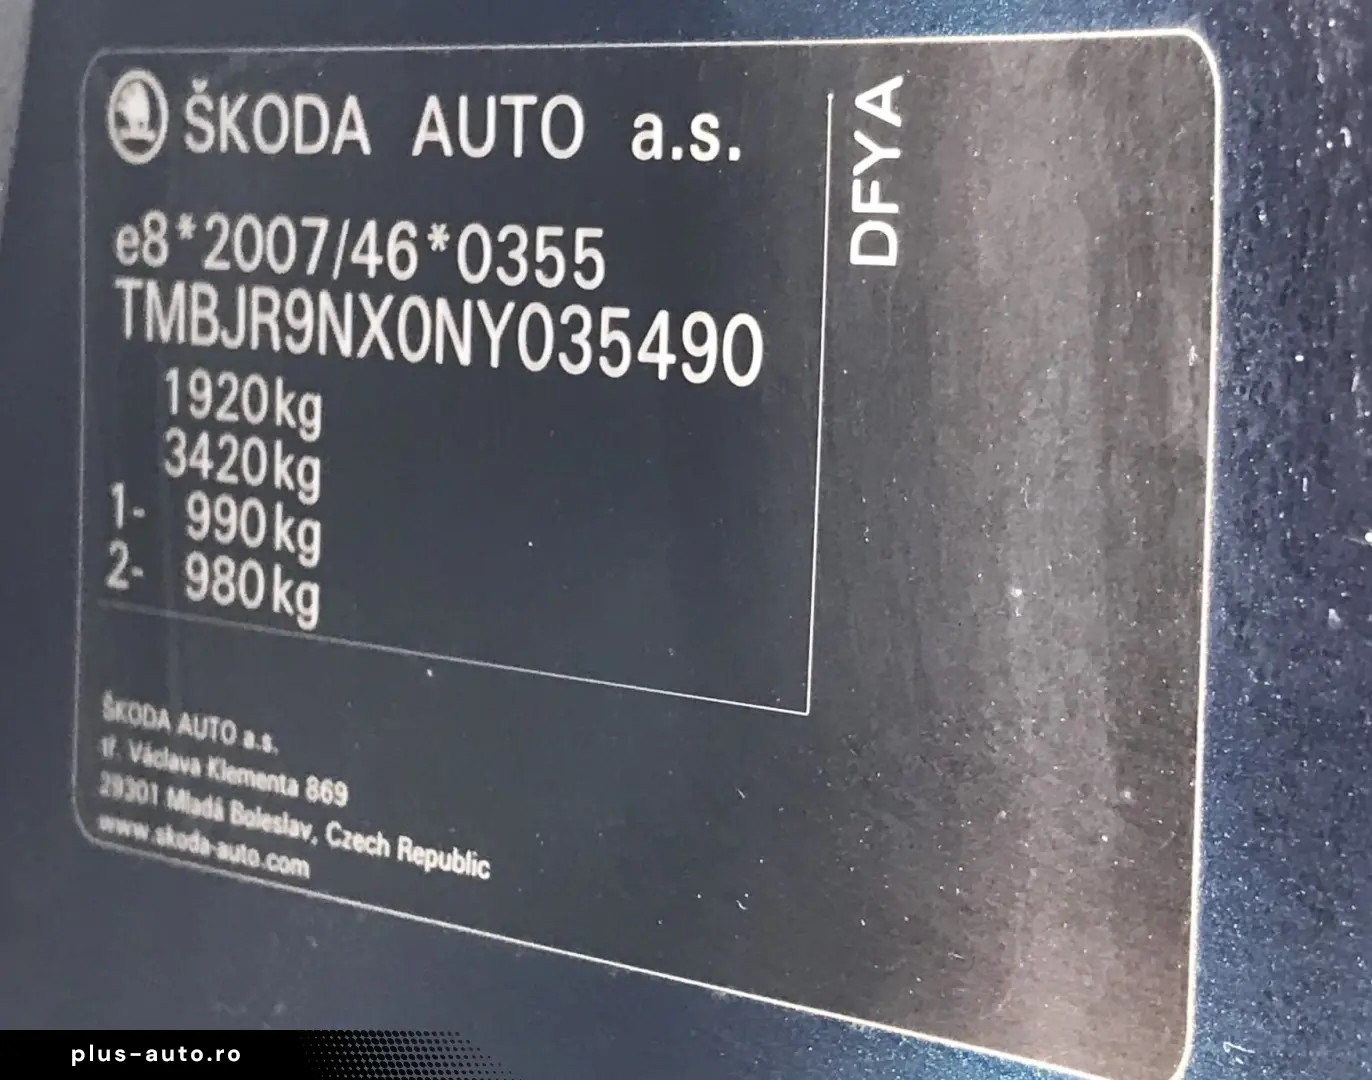 ŠKODA AUTO a.s.
DFYA
e8*2007/46*0355
TMBJR9NX0NY035490
1920kg
3420kg
1- 990kg
2- 980kg
ŠKODA AUTO a.s.
tř. Václava Klementa 869
29301 Mladá Boleslav, Czech Republic
www.skoda-auto.com
plus-auto.ro